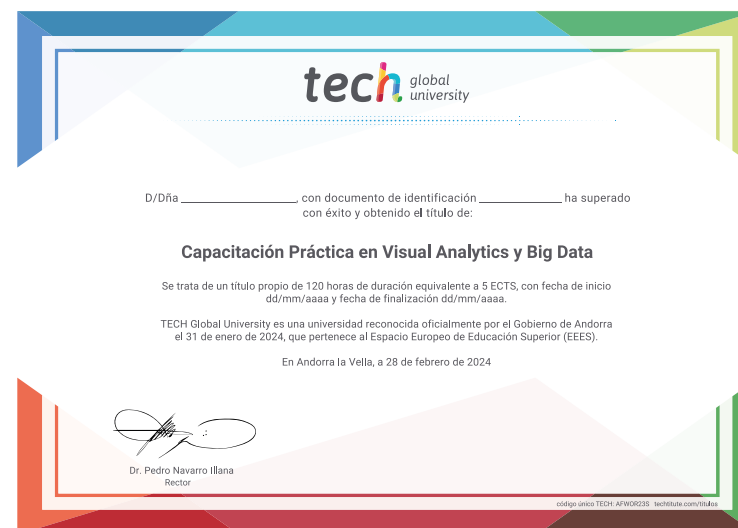 tech global university
D/Dña ____________________, con documento de identificación ______________ ha superado
con éxito y obtenido el título de:
Capacitación Práctica en Visual Analytics y Big Data
Se trata de un título propio de 120 horas de duración equivalente a 5 ECTS, con fecha de inicio
dd/mm/aaaa y fecha de finalización dd/mm/aaaa.
TECH Global University es una universidad reconocida oficialmente por el Gobierno de Andorra
el 31 de enero de 2024, que pertenece al Espacio Europeo de Educación Superior (EEES).
En Andorra la Vella, a 28 de febrero de 2024
Dr. Pedro Navarro Illana
Rector
código único TECH: AFWOR23S techtitute.com/titulos